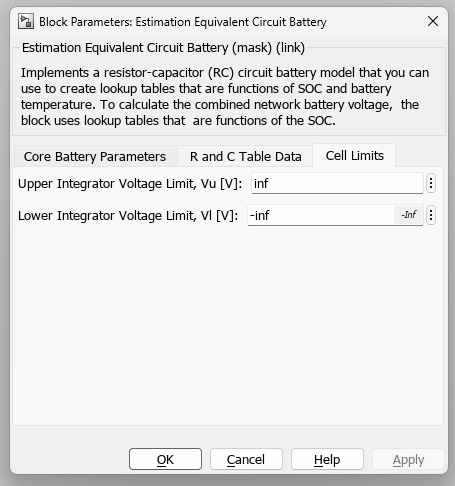 Block Parameters: Estimation Equivalent Circuit Battery
Estimation Equivalent Circuit Battery (mask) (link)
Implements a resistor-capacitor (RC) circuit battery model that you can
use to create lookup tables that are functions of SOC and battery
temperature. To calculate the combined network battery voltage,  the
block uses lookup tables that  are functions of the SOC.
Core Battery Parameters R and C Table Data Cell Limits
Upper Integrator Voltage Limit, Vu [V]: inf
Lower Integrator Voltage Limit, Vl [V]: -inf -Inf
OK Cancel Help Apply